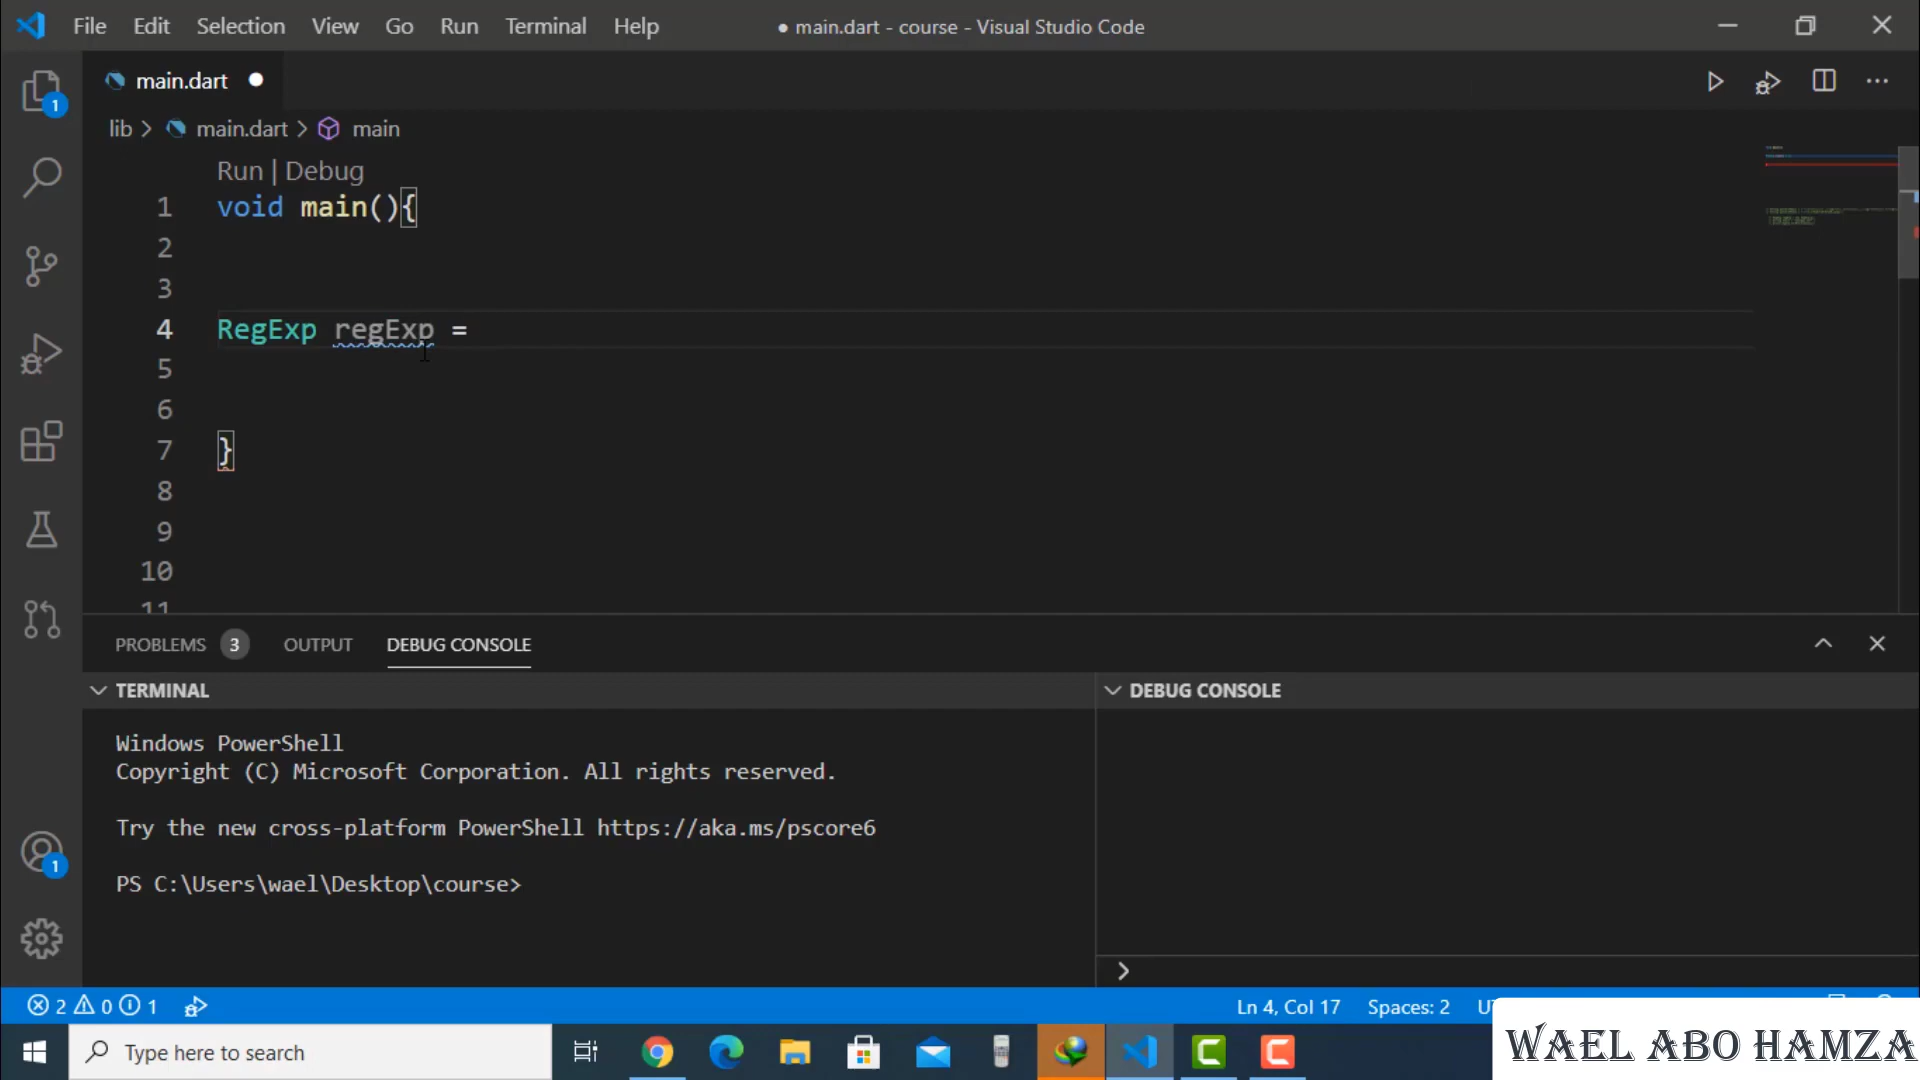 File Edit Selection View Go Run Terminal Help ● main.dart - course - Visual Studio Code
main.dart
lib > main.dart > main
Run | Debug
1 void main(){
2
3
4 RegExp regExp =
5
6
7 }
8
9
10
11
1
PROBLEMS 3 OUTPUT DEBUG CONSOLE
TERMINAL
DEBUG CONSOLE
Windows PowerShell
Copyright (C) Microsoft Corporation. All rights reserved.
Try the new cross-platform PowerShell https://aka.ms/pscore6
PS C:\Users\wael\Desktop\course>
1
2 0 1
Ln 4, Col 17 Spaces: 2
Type here to search
WAEL ABO HAMZA